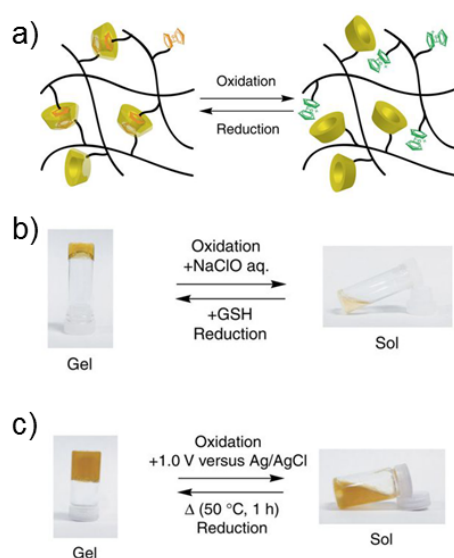 a)
Oxidation
Reduction
b)
Oxidation
+NaClO aq.
+GSH
Reduction
Gel
Sol
c)
Oxidation
+1.0 V versus Ag/AgCl
Δ (50 °C, 1 h)
Reduction
Gel
Sol